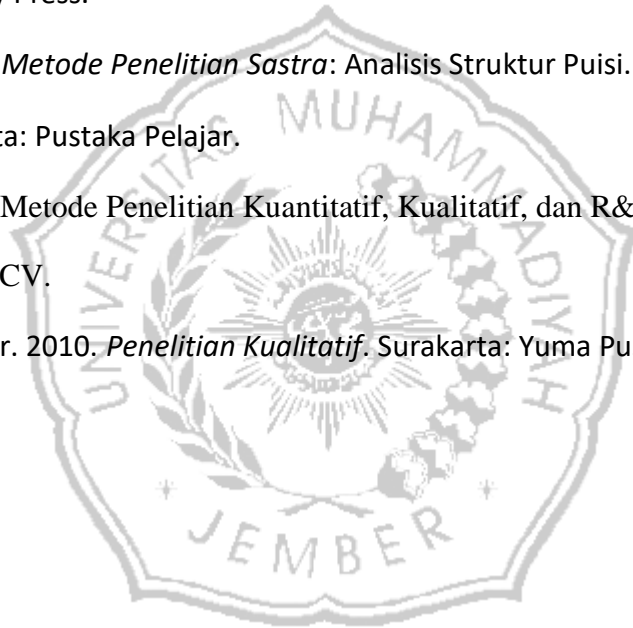 Press.
Metode Penelitian Sastra: Analisis Struktur Puisi.
ta: Pustaka Pelajar.
Metode Penelitian Kuantitatif, Kualitatif, dan R&
CV.
r. 2010. Penelitian Kualitatif. Surakarta: Yuma Pu
UNIVERSITAS MUHAMMADIYAH
JEMBER